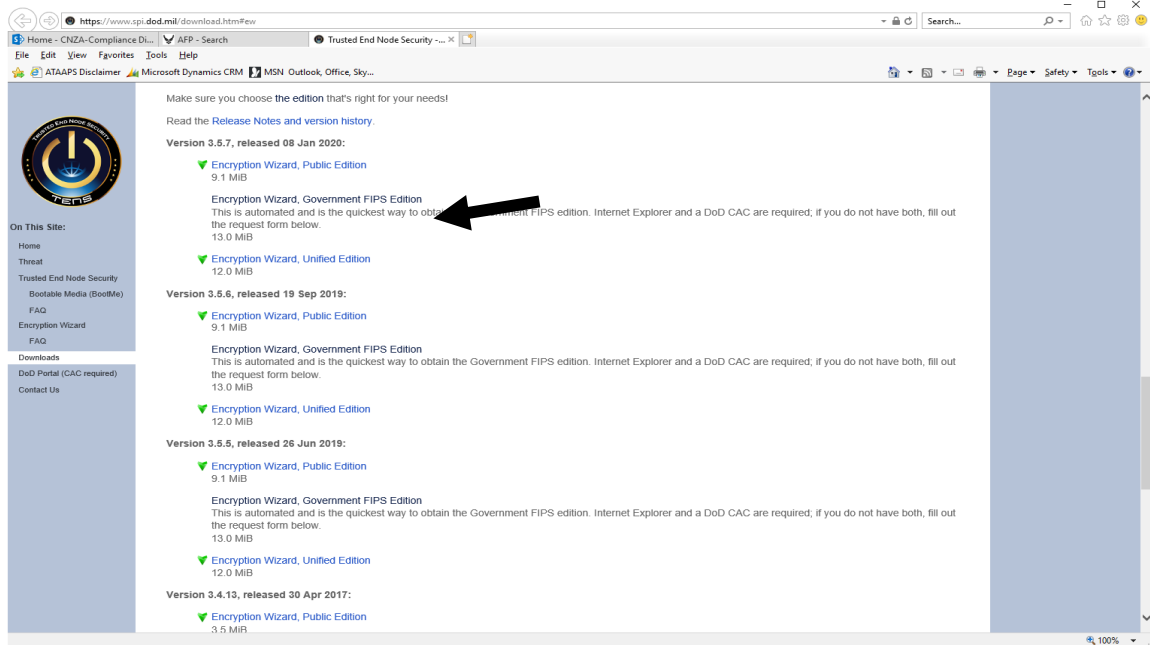 https://www.spi.dod.mil/download.htm#ew
Search...
Home - CNZA-Compliance Di...
AFP - Search
Trusted End Node Security -...
File Edit View Favorites Tools Help
ATAAPS Disclaimer Microsoft Dynamics CRM MSN Outlook, Office, Sky...
Page Safety Tools
TRUSTED END NODE SECURITY
TENS
On This Site:
Home
Threat
Trusted End Node Security
Bootable Media (BootMe)
FAQ
Encryption Wizard
FAQ
Downloads
DoD Portal (CAC required)
Contact Us
Make sure you choose the edition that's right for your needs!
Read the Release Notes and version history.
Version 3.5.7, released 08 Jan 2020:
Encryption Wizard, Public Edition
9.1 MiB
Encryption Wizard, Government FIPS Edition
This is automated and is the quickest way to FIPS edition. Internet Explorer and a DoD CAC are required; if you do not have both, fill out
the request form below.
13.0 MiB
Encryption Wizard, Unified Edition
12.0 MiB
Version 3.5.6, released 19 Sep 2019:
Encryption Wizard, Public Edition
9.1 MiB
Encryption Wizard, Government FIPS Edition
This is automated and is the quickest way to obtain the Government FIPS edition. Internet Explorer and a DoD CAC are required; if you do not have both, fill out
the request form below.
13.0 MiB
Encryption Wizard, Unified Edition
12.0 MiB
Version 3.5.5, released 26 Jun 2019:
Encryption Wizard, Public Edition
9.1 MiB
Encryption Wizard, Government FIPS Edition
This is automated and is the quickest way to obtain the Government FIPS edition. Internet Explorer and a DoD CAC are required; if you do not have both, fill out
the request form below.
13.0 MiB
Encryption Wizard, Unified Edition
12.0 MiB
Version 3.4.13, released 30 Apr 2017:
Encryption Wizard, Public Edition
3.5 MiB
100%